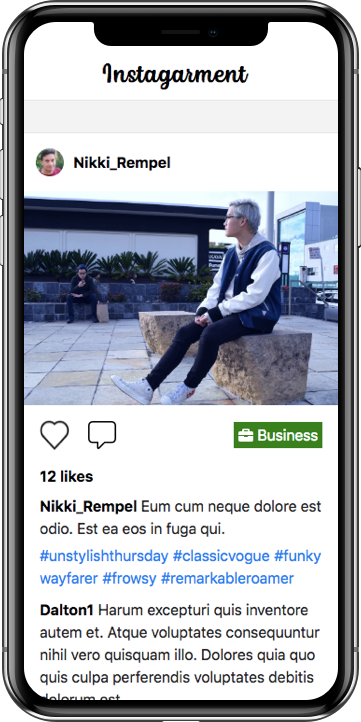 Instagarment
Nikki_Rempel
Business
12 likes
Nikki_Rempel Eum cum neque dolore est
odio. Est ea eos in fuga qui.
#unstylishthursday #classicvogue #funky
wayfarer #frowsy #remarkableroamer
Dalton1 Harum excepturi quis inventore
autem et. Atque voluptates consequuntur
nihil vero quisquam illo. Dolores quia quo
quis culpa perferendis voluptates debitis
dolorum est